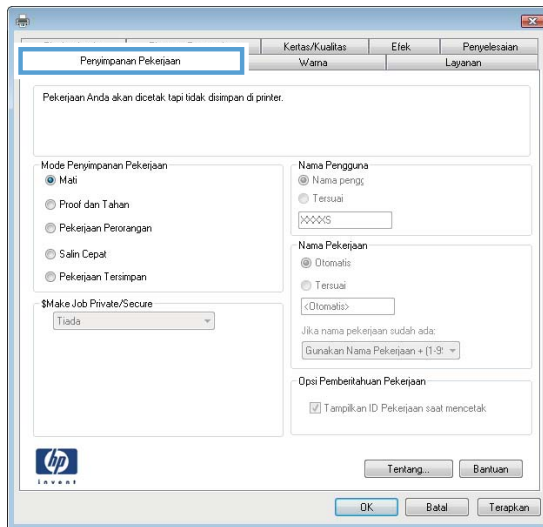 Kertas/Kualitas
Efek
Penyelesaian
Penyimpanan Pekerjaan
Warna
Layanan
Pekerjaan Anda akan dicetak tapi tidak disimpan di printer.
Mode Penyimpanan Pekerjaan
Mati
Proof dan Tahan
Pekerjaan Perorangan
Salin Cepat
Pekerjaan Tersimpan
$Make Job Private/Secure
Tiada
Nama Pengguna
Nama pengg
Tersuai
XXXXS
Nama Pekerjaan
Otomatis
Tersuai
<Otomatis>
Jika nama pekerjaan sudah ada:
Gunakan Nama Pekerjaan + (1-9
Opsi Pemberitahuan Pekerjaan
Tampilkan ID Pekerjaan saat mencetak
hp
invent
Tentang...
Bantuan
OK
Batal
Terapkan